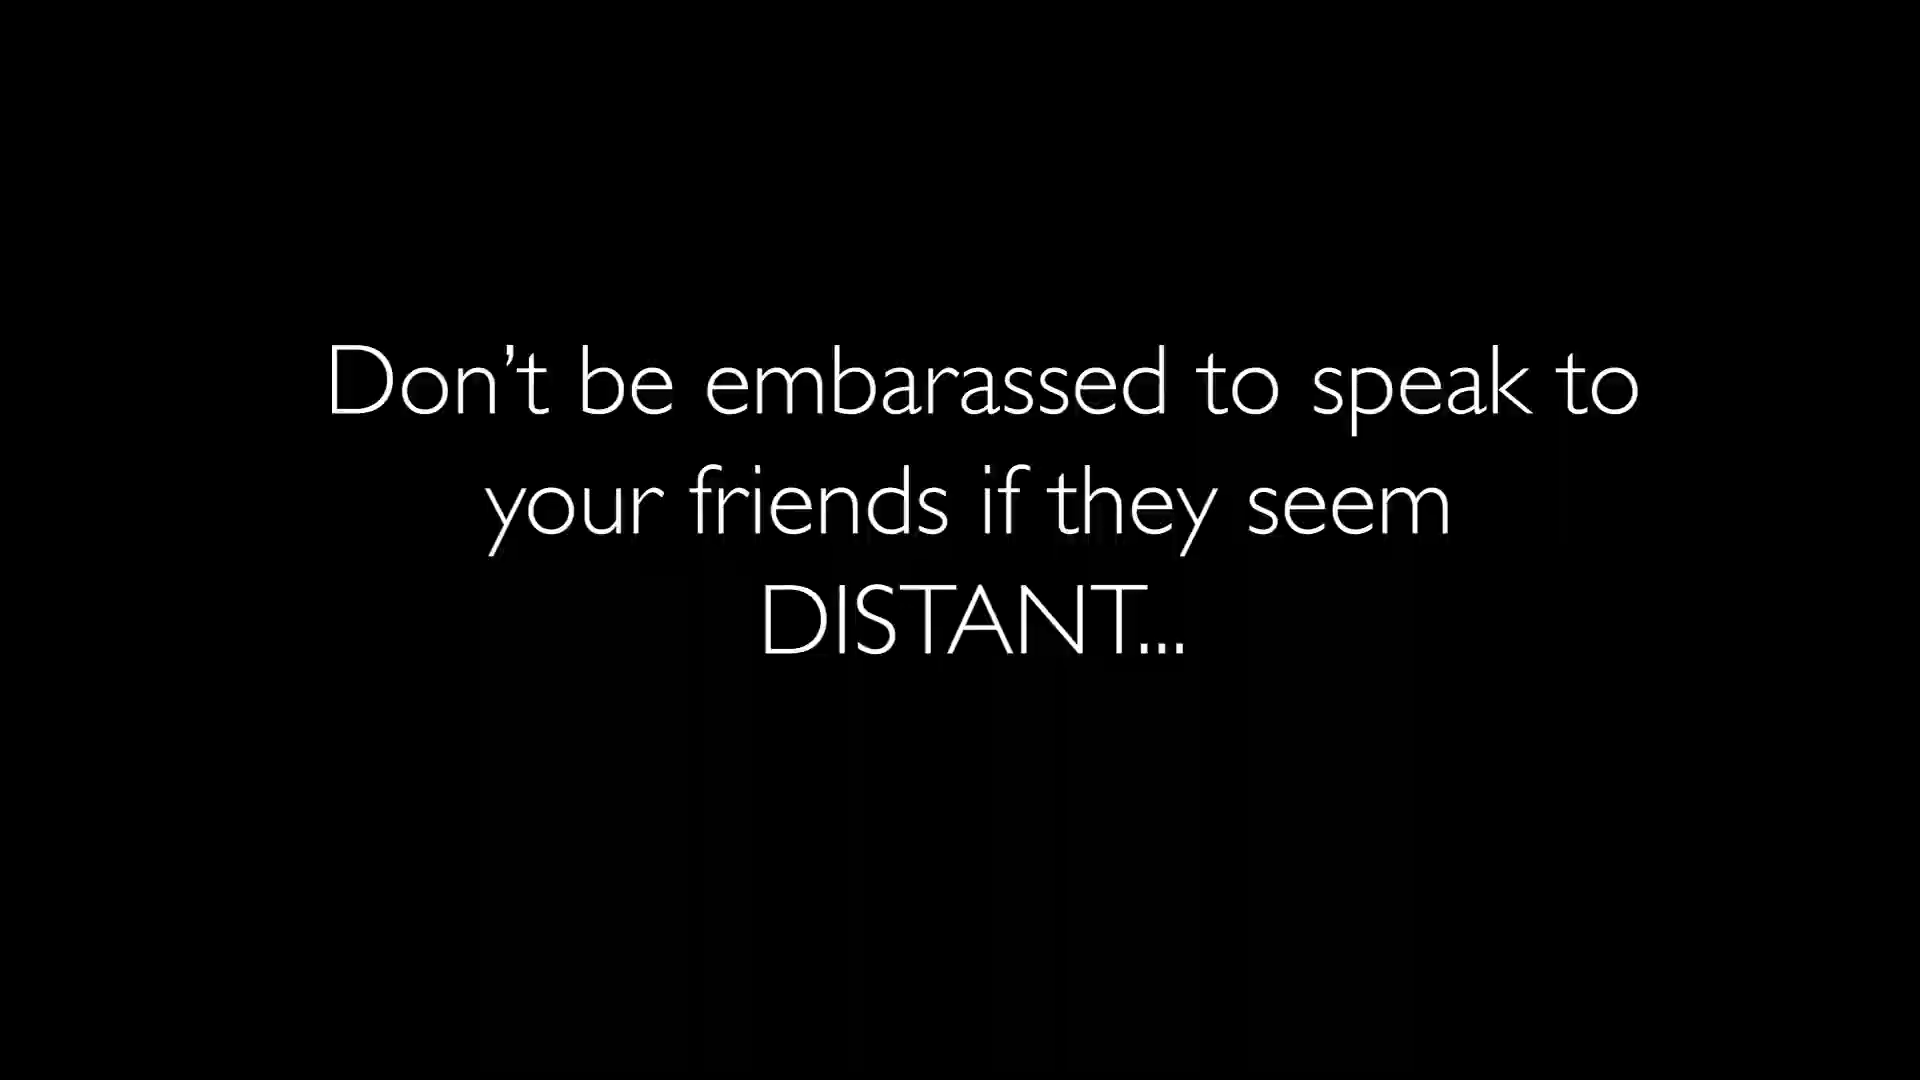 Don't be embarassed to speak to
your friends if they seem
DISTANT...